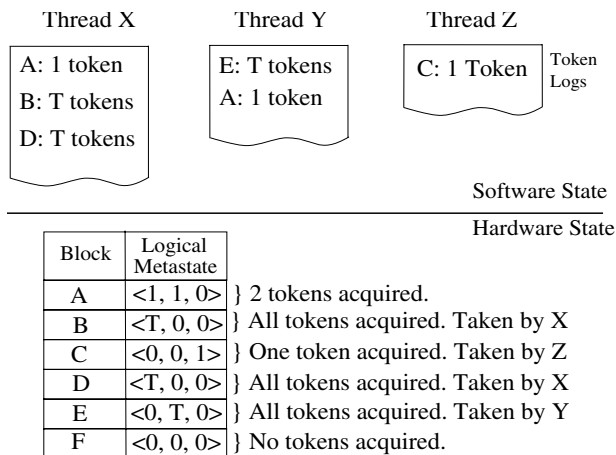 Thread X
Thread Y
Thread Z
A: 1 token
B: T tokens
D: T tokens
E: T tokens
A: 1 token
C: 1 Token
Token
Logs
Software State
Hardware State
Block
Logical
Metastate
A <1, 1, 0> } 2 tokens acquired.
B <T, 0, 0> } All tokens acquired. Taken by X
C <0, 0, 1> } One token acquired. Taken by Z
D <T, 0, 0> } All tokens acquired. Taken by X
E <0, T, 0> } All tokens acquired. Taken by Y
F <0, 0, 0> } No tokens acquired.